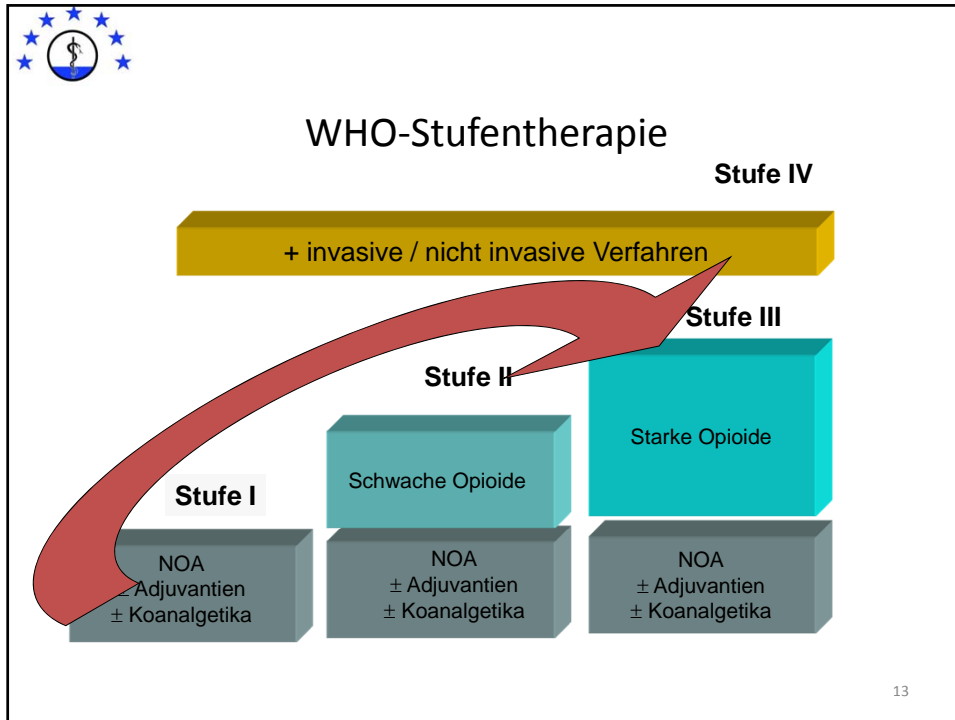 WHO-Stufentherapie
Stufe IV
+ invasive / nicht invasive Verfahren
Stufe III
Stufe II
Starke Opioide
Schwache Opioide
Stufe I
NOA
± Adjuvantien
± Koanalgetika
NOA
± Adjuvantien
± Koanalgetika
NOA
± Adjuvantien
± Koanalgetika
13